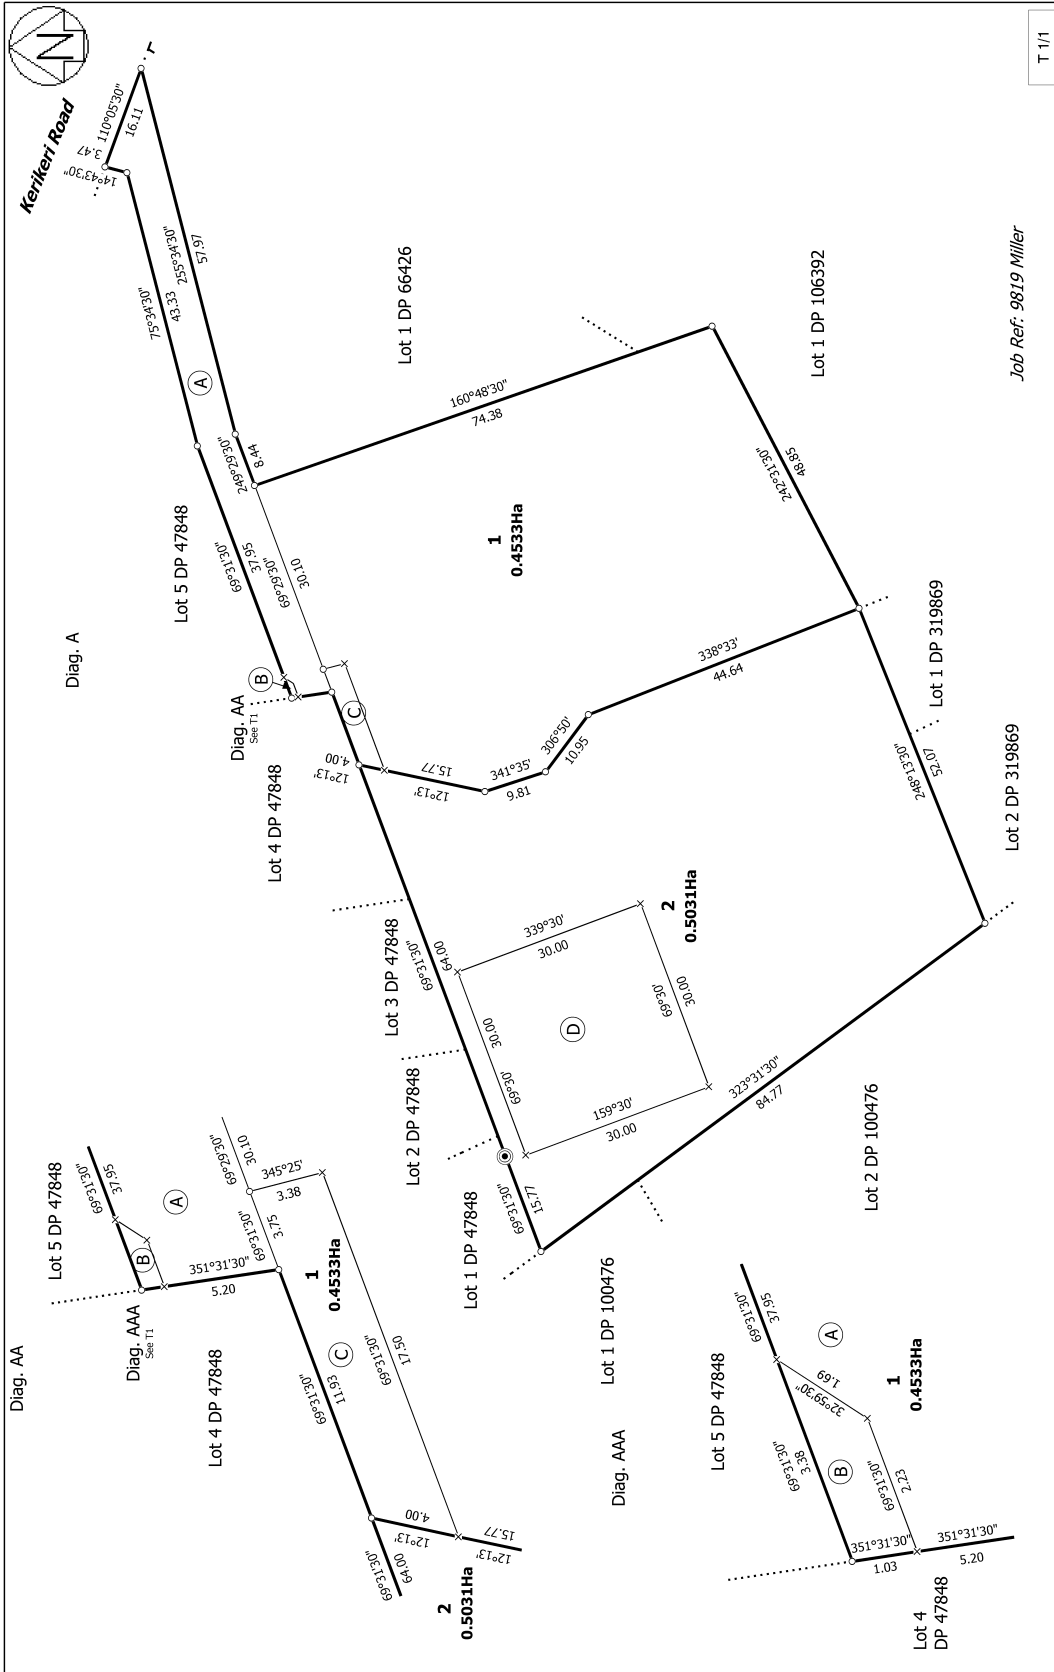 Diag. A
Kerikeri Road
N
T 1/1
14°43'30"
3.47
110°05'30"
16.11
75°34'30"
43.33
255°34'30"
57.97
A
Lot 1 DP 66426
249°29'30"
8.44
160°48'30"
74.38
Lot 1 DP 106392
Job Ref: 9819 Miller
Lot 5 DP 47848
69°31'30"
37.95
69°29'30"
30.10
1
0.4533Ha
242°31'30"
48.85
B
Diag. AA
See T1
C
Lot 4 DP 47848
12°13'
4.00
12°13'
15.77
341°35'
9.81
306°50'
10.95
338°33'
44.64
Lot 1 DP 319869
248°13'30"
52.07
Lot 2 DP 319869
Lot 3 DP 47848
69°31'30"
64.00
339°30'
30.00
2
0.5031Ha
69°30'
30.00
D
69°30'
30.00
159°30'
30.00
323°31'30"
84.77
Lot 2 DP 47848
Lot 2 DP 100476
Lot 1 DP 47848
69°31'30"
15.77
Lot 1 DP 100476
Diag. AA
Lot 5 DP 47848
69°31'30"
37.95
A
B
69°29'30"
30.10
345°25'
3.38
69°31'30"
3.75
351°31'30"
5.20
Diag. AAA
See T1
1
0.4533Ha
Lot 4 DP 47848
69°31'30"
11.93
C
69°31'30"
17.50
69°31'30"
64.00
12°13'
4.00
12°13'
15.77
2
0.5031Ha
Diag. AAA
Lot 5 DP 47848
69°31'30"
37.95
A
32°59'30"
1.69
1
0.4533Ha
69°31'30"
3.38
B
69°31'30"
2.23
351°31'30"
1.03
351°31'30"
5.20
Lot 4
DP 47848